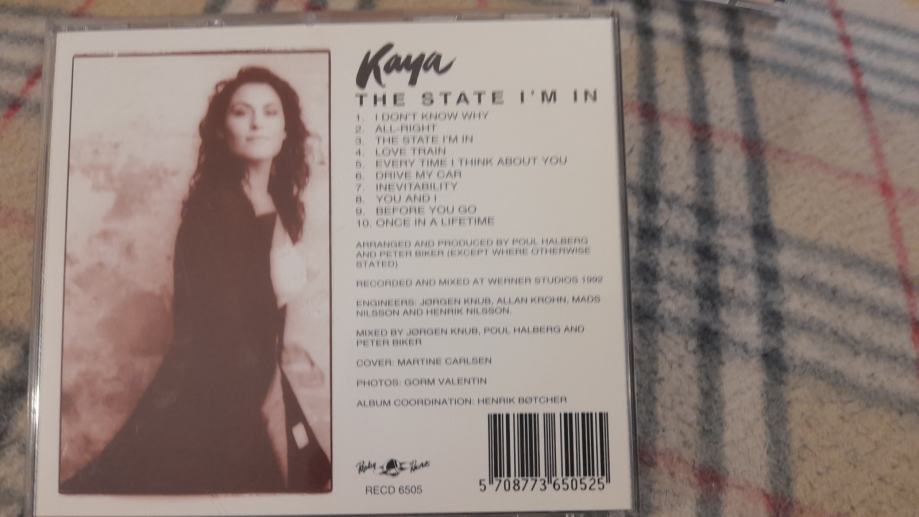 Kaya
THE STATE I'M IN
1. I DON'T KNOW WHY
2. ALL-RIGHT
3. THE STATE I'M IN
4. LOVE TRAIN
5. EVERY TIME I THINK ABOUT YOU
6. DRIVE MY CAR
7. INEVITABILITY
8. YOU AND I
9. BEFORE YOU GO
10. ONCE IN A LIFETIME
ARRANGED AND PRODUCED BY POUL HALBERG
AND PETER BIKER (EXCEPT WHERE OTHERWISE
STATED)
RECORDED AND MIXED AT WERNER STUDIOS 1992
ENGINEERS: JØRGEN KNUB, ALLAN KROHN, MADS
NILSSON AND HENRIK NILSSON.
MIXED BY JØRGEN KNUB, POUL HALBERG AND
PETER BIKER
COVER: MARTINE CARLSEN
PHOTOS: GORM VALENTIN
ALBUM COORDINATION: HENRIK BØTCHER
RECD 6505
5 708773 650525